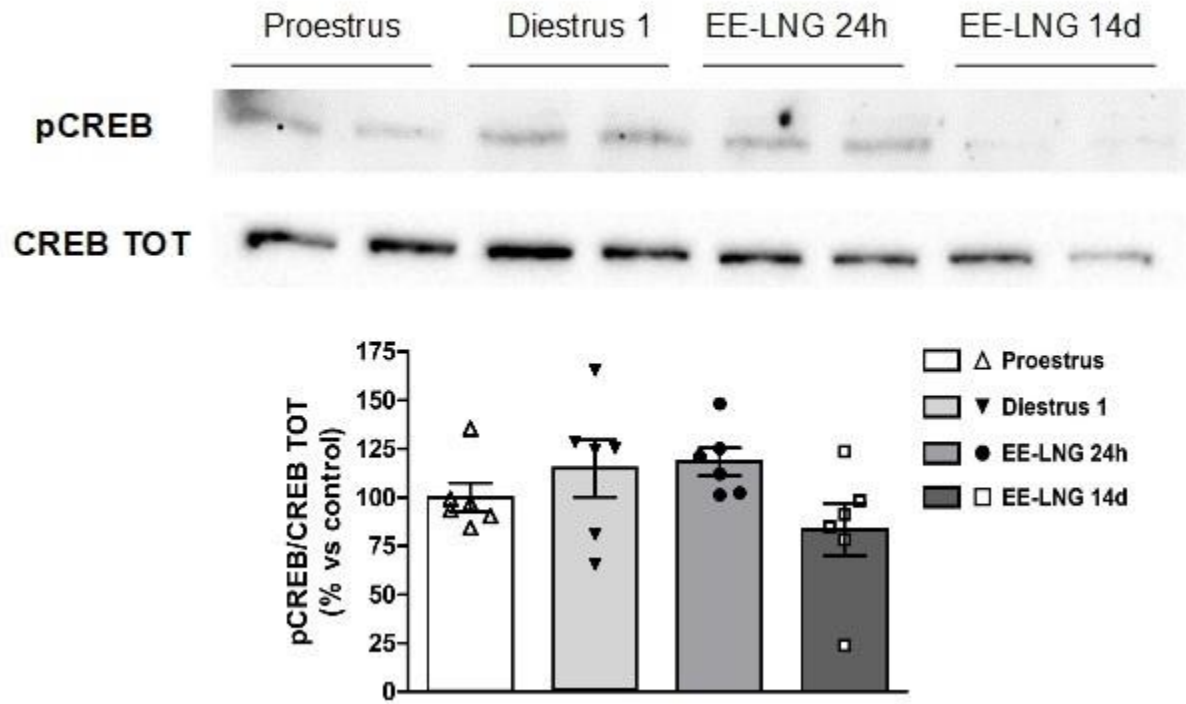 Proestrus Diestrus 1 EE-LNG 24h EE-LNG 14d
pCREB
CREB TOT
pCREB/CREB TOT
(% vs control)
175
150
125
100
75
50
25
0
Proestrus
Diestrus 1
EE-LNG 24h
EE-LNG 14d